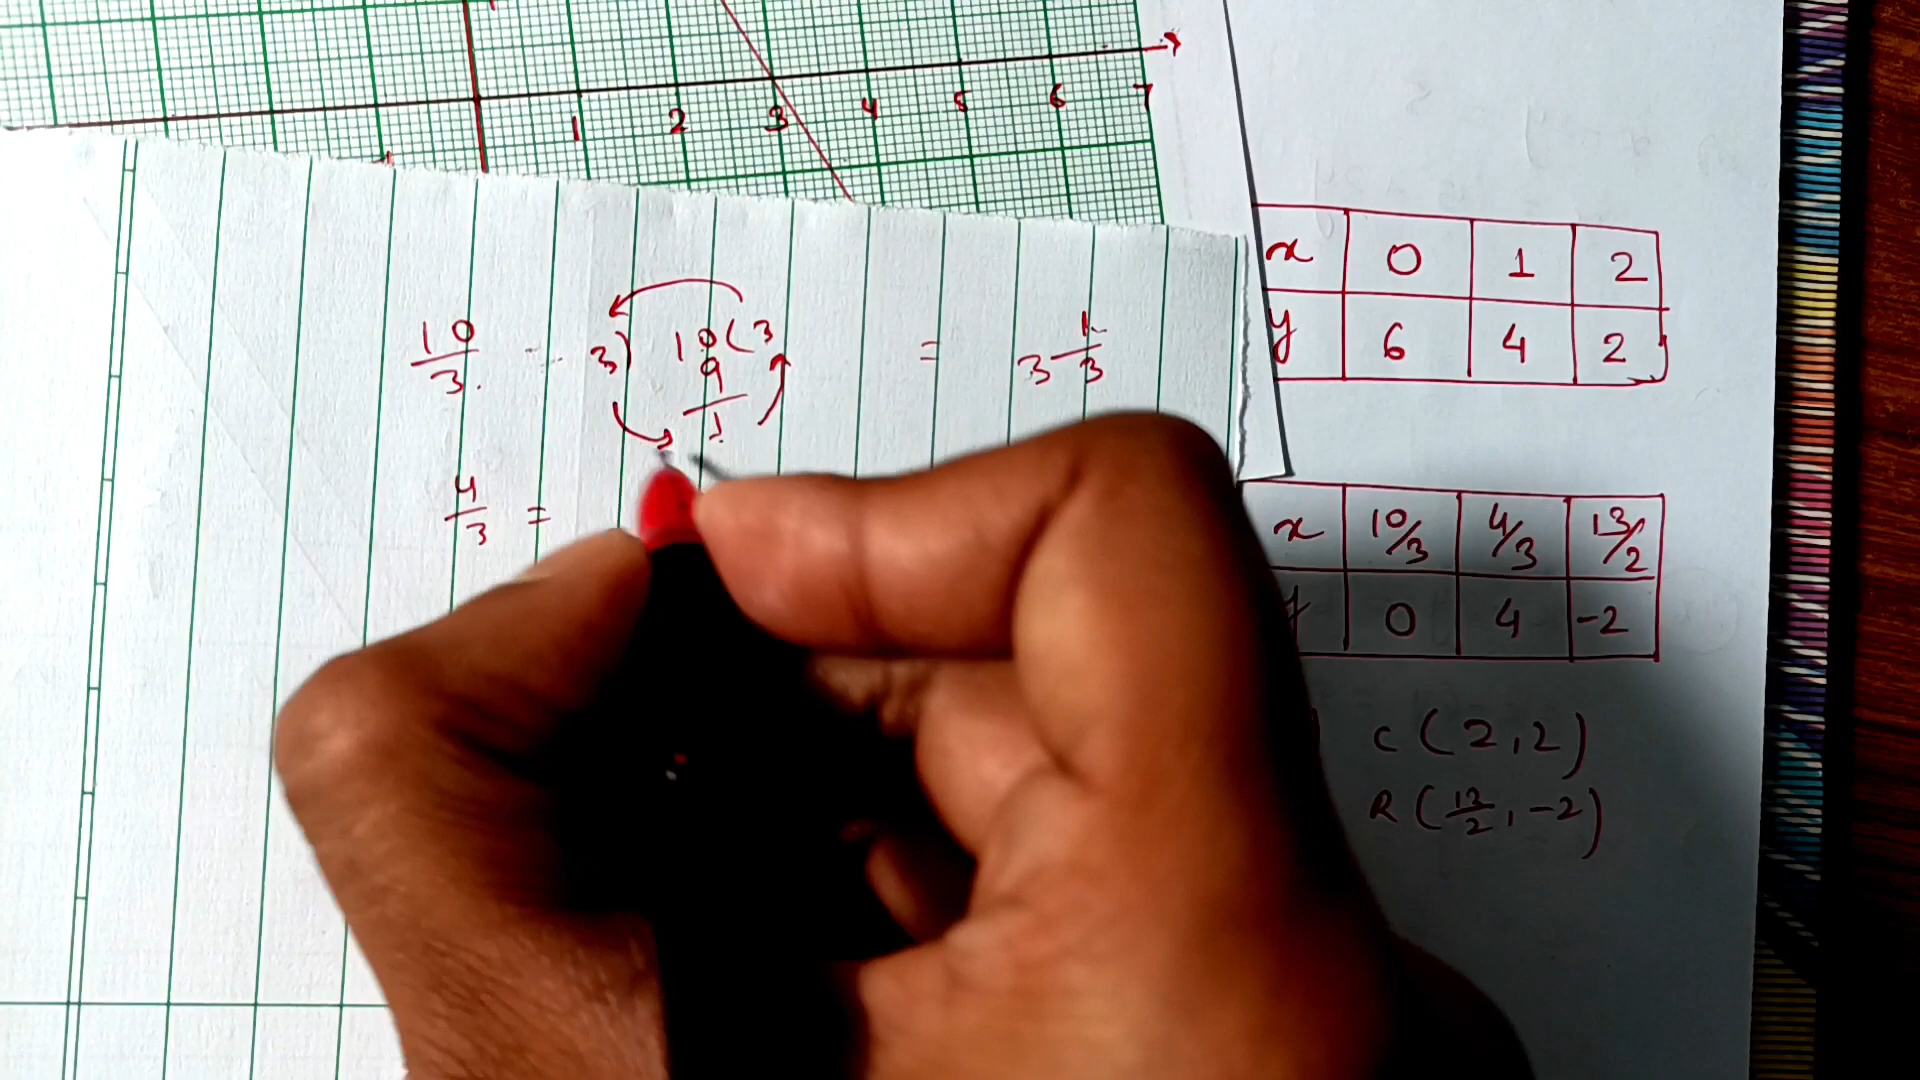 1 2 3 4 5 6 7
x 0 1 2
y 6 4 2
10/3 = 3) 10 (3 = 3 1/3
9
1
4/3 =
x 10/3 4/3 13/2
y 0 4 -2
C (2,2)
R (13/2, -2)